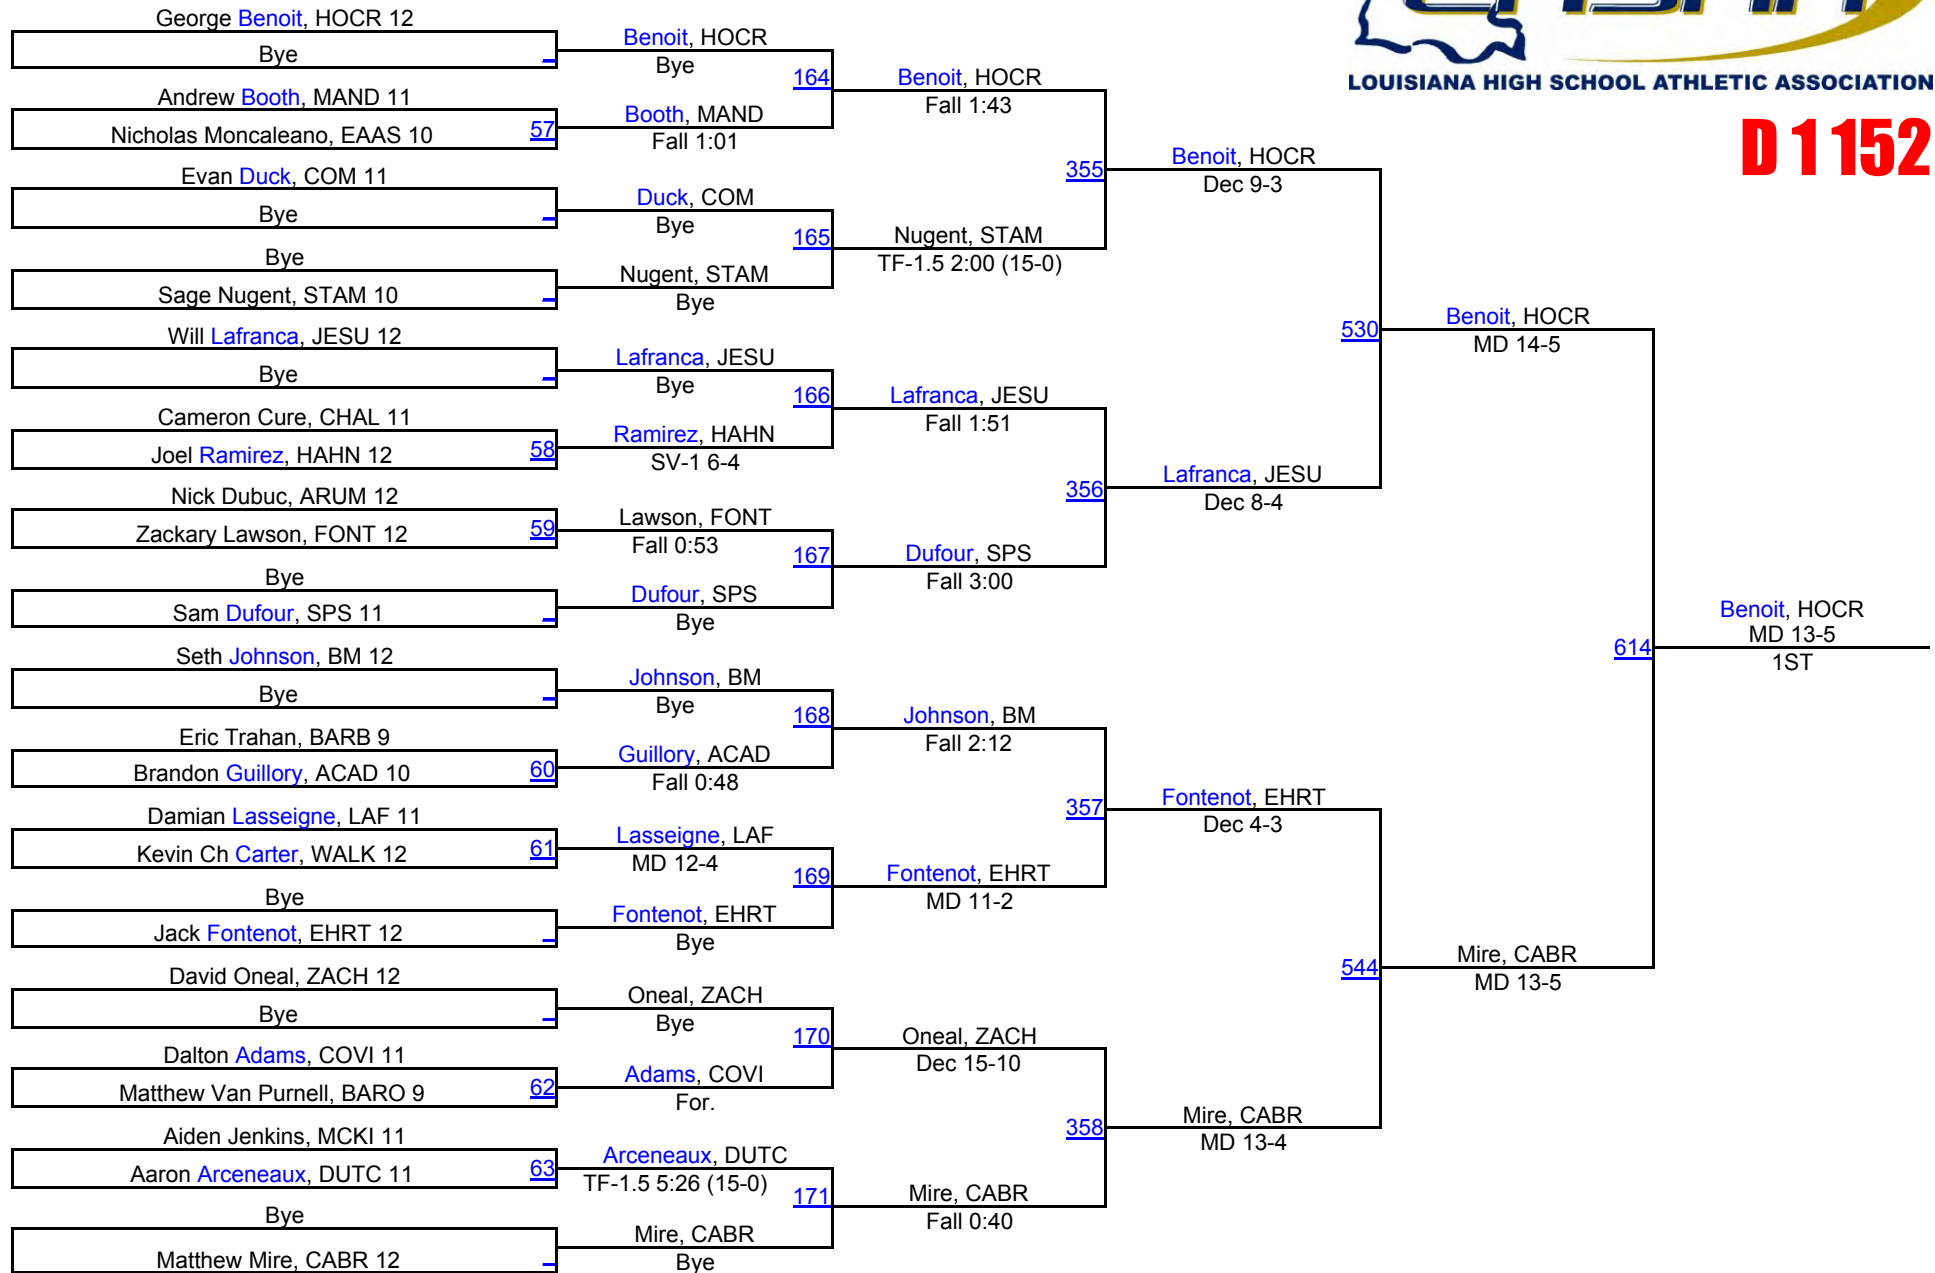 George Benoit, HOCR 12
Bye
Andrew Booth, MAND 11
Nicholas Moncaleano, EAAS 10
57
Evan Duck, COM 11
Bye
Bye
Sage Nugent, STAM 10
Will Lafranca, JESU 12
Bye
Cameron Cure, CHAL 11
Joel Ramirez, HAHN 12
58
Nick Dubuc, ARUM 12
Zackary Lawson, FONT 12
59
Bye
Sam Dufour, SPS 11
Seth Johnson, BM 12
Bye
Eric Trahan, BARB 9
Brandon Guillory, ACAD 10
60
Damian Lasseigne, LAF 11
Kevin Ch Carter, WALK 12
61
Bye
Jack Fontenot, EHRT 12
David Oneal, ZACH 12
Bye
Dalton Adams, COVI 11
Matthew Van Purnell, BARO 9
62
Aiden Jenkins, MCKI 11
Aaron Arceneaux, DUTC 11
63
Bye
Matthew Mire, CABR 12
Benoit, HOCR
Bye
164
Booth, MAND
Fall 1:01
Duck, COM
Bye
165
Nugent, STAM
Bye
Lafranca, JESU
Bye
166
Ramirez, HAHN
SV-1 6-4
Lawson, FONT
Fall 0:53
167
Dufour, SPS
Bye
Johnson, BM
Bye
168
Guillory, ACAD
Fall 0:48
Lasseigne, LAF
MD 12-4
169
Fontenot, EHRT
Bye
Oneal, ZACH
Bye
170
Adams, COVI
For.
Arceneaux, DUTC
TF-1.5 5:26 (15-0)
171
Mire, CABR
Bye
Benoit, HOCR
Fall 1:43
355
Nugent, STAM
TF-1.5 2:00 (15-0)
Lafranca, JESU
Fall 1:51
356
Dufour, SPS
Fall 3:00
Johnson, BM
Fall 2:12
357
Fontenot, EHRT
MD 11-2
Oneal, ZACH
Dec 15-10
358
Mire, CABR
Fall 0:40
Benoit, HOCR
Dec 9-3
530
Lafranca, JESU
Dec 8-4
Fontenot, EHRT
Dec 4-3
544
Mire, CABR
MD 13-4
Benoit, HOCR
MD 14-5
614
Mire, CABR
MD 13-5
Benoit, HOCR
MD 13-5
1ST
LOUISIANA HIGH SCHOOL ATHLETIC ASSOCIATION
D 1 152